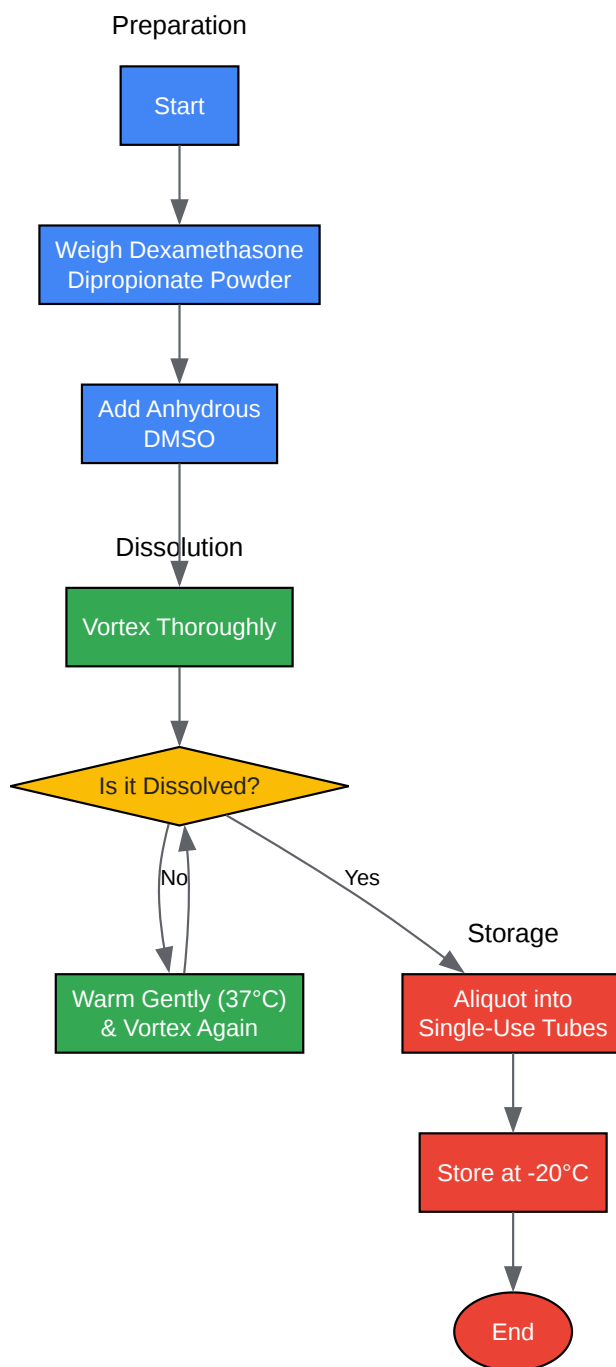 Preparation
Start
Weigh Dexamethasone
Dipropionate Powder
Add Anhydrous
DMSO
Dissolution
Vortex Thoroughly
Is it Dissolved?
No
Yes
Storage
Warm Gently (37°C)
& Vortex Again
Aliquot into
Single-Use Tubes
Store at -20°C
End